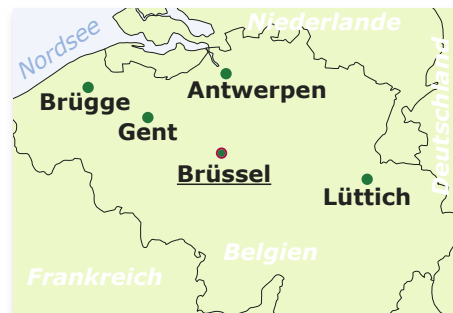 Niederlande
Nordsee
Deutschland
Antwerpen
Brügge
Gent
Brüssel
Lüttich
Belgien
Frankreich